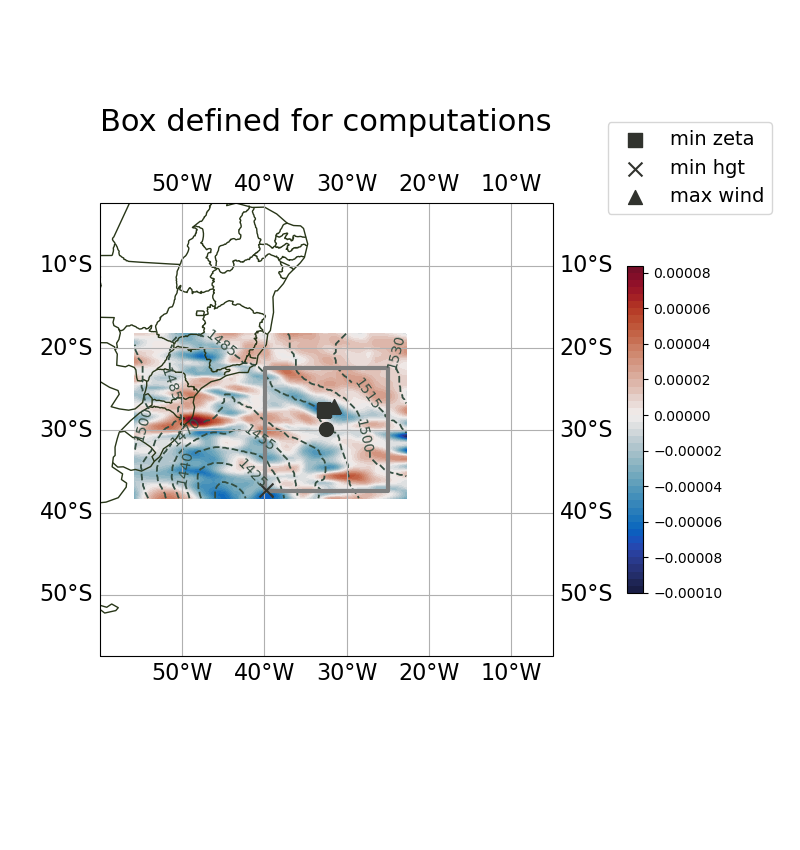 Box defined for computations
min zeta
min hgt
max wind
50°W 40°W 30°W 20°W 10°W
10°S 10°S
20°S 20°S
30°S 30°S
40°S 40°S
50°S 50°S
50°W 40°W 30°W 20°W 10°W
1485
1530
1485
1515
1500
1470
1455
1500
1440
1425
0.00008
0.00006
0.00004
0.00002
0.00000
−0.00002
−0.00004
−0.00006
−0.00008
−0.00010